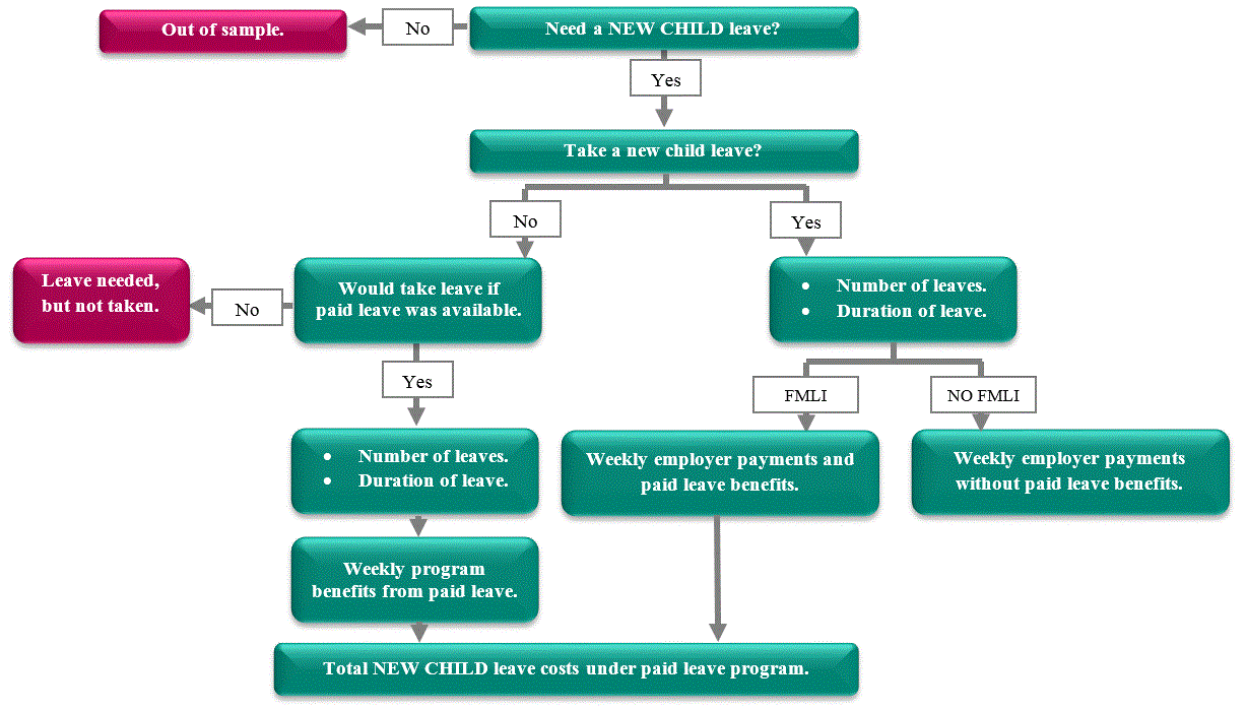 Out of sample.
No
Need a NEW CHILD leave?
Yes
Take a new child leave?
No
Yes
Leave needed,
but not taken.
No
Would take leave if
paid leave was available.
• Number of leaves.
• Duration of leave.
Yes
FMLI
NO FMLI
• Number of leaves.
• Duration of leave.
Weekly employer payments and
paid leave benefits.
Weekly employer payments
without paid leave benefits.
Weekly program
benefits from paid leave.
Total NEW CHILD leave costs under paid leave program.